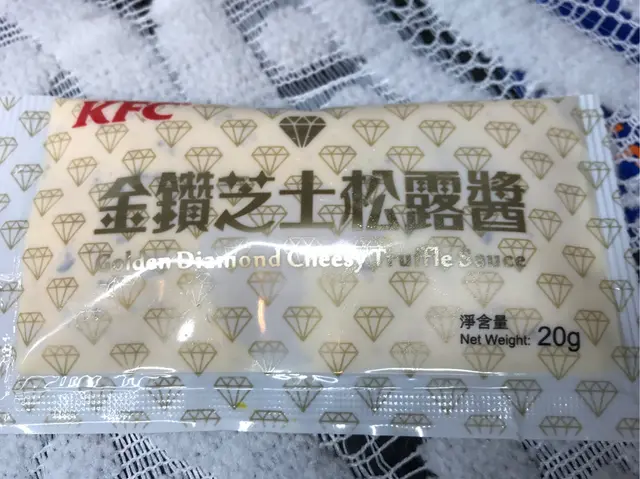 KFC
金鑽芝士松露醬
Golden Diamond Cheesy Truffle Sauce
淨含量
Net Weight: 20g